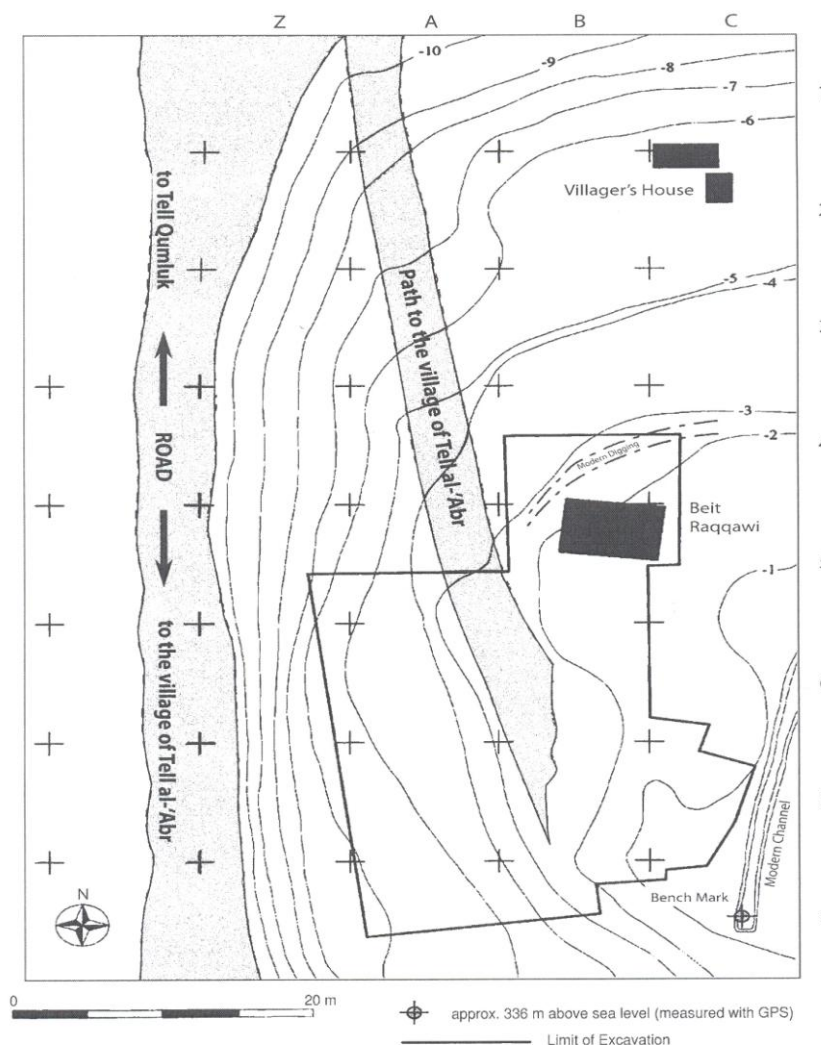 Z A B C
-10 -9 -8 -7 -6
Villager's House
to Tell Qumluk
Path to the village of Tell al-'Abr
-5 -4
ROAD
-3
-2
Modern Digging
Beit
Raqqawi
-1
to the village of Tell al-'Abr
Modern Channel
Bench Mark
N
0 20 m
approx. 336 m above sea level (measured with GPS)
Limit of Excavation